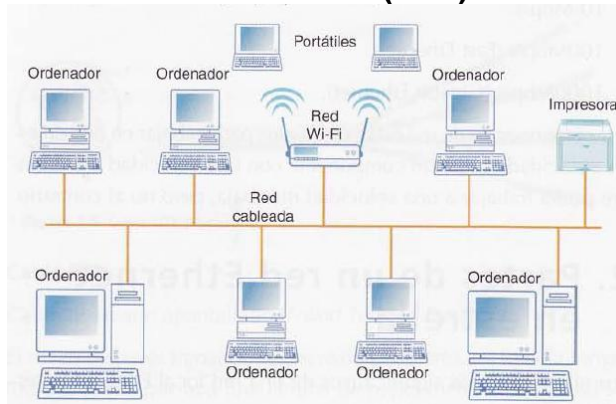 Portátiles
Ordenador
Ordenador
Ordenador
Impresora
Red
Wi-Fi
Red
cableada
Ordenador
Ordenador
Ordenador
Ordenador